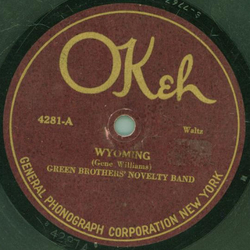 OKeh
4281-A
Waltz
WYOMING
(Gene Williams)
GREEN BROTHERS' NOVELTY BAND
GENERAL PHONOGRAPH CORPORATION NEW YORK